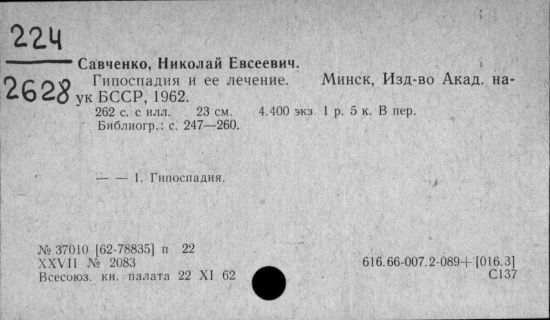 224
2628
Савченко, Николай Евсеевич.
Гипоспадия и ее лечение. Минск, Изд-во Акад. на-
ук БССР, 1962.
262 с. с илл. 23 см. 4.400 экз 1 р. 5 к. В пер.
Библиогр.: с. 247—260.
— — 1. Гипоспадия.
№ 37010 [62-78835] п 22
XXVII № 2083
Всесоюз. кн. палата 22 XI 62
616.66-007.2-089+[016.3]
С137